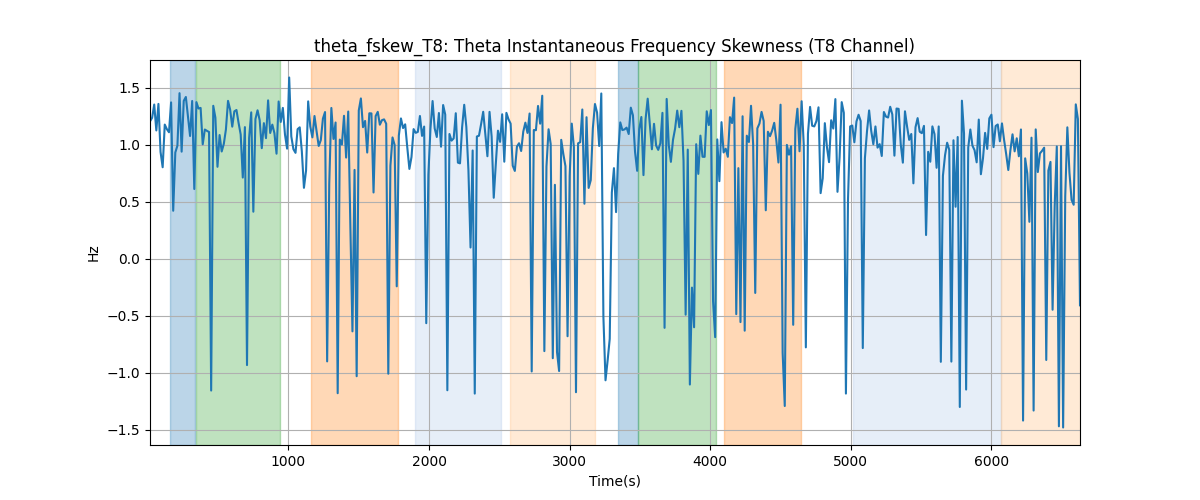 theta_fskew_T8: Theta Instantaneous Frequency Skewness (T8 Channel)
1.5
1.0
0.5
0.0
−0.5
−1.0
−1.5
Hz
1000 2000 3000 4000 5000 6000
Time(s)